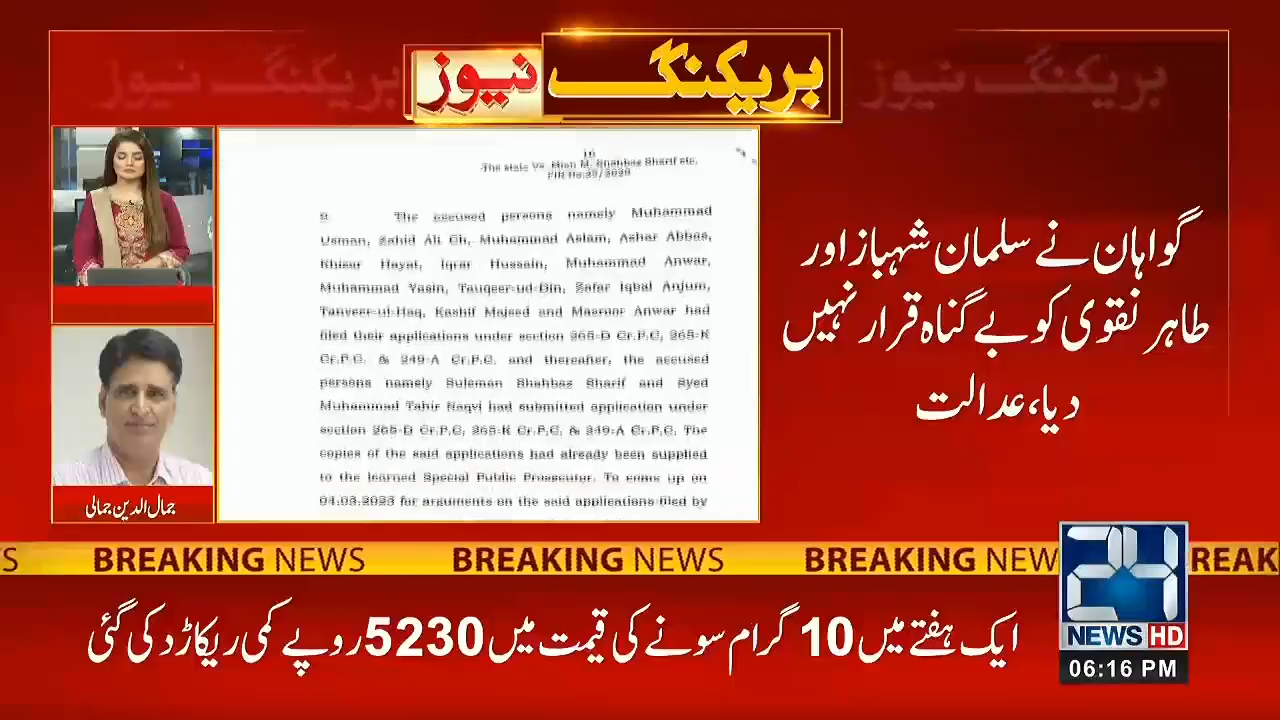 بریکنگ نیوز
بریکنگ نیوز
بریکنگ نیوز
10
The state Vs. Mian M. Shahbaz Sharif etc.
FIR No.39/2020
9. The accused persons namely Muhammad
Usman, Zahid Ali Ch, Muhammad Aslam, Azhar Abbas,
Khizar Hayat, Iqrar Hussain, Muhammad Anwar,
Muhammad Yasin, Tauqeer-ud-Din, Zafar Iqbal Anjum,
Tanveer-ul-Haq, Kashif Majeed and Masroor Anwar had
filed their applications under section 265-D Cr.P.C, 265-K
Cr.P.C. & 249-A Cr.P.C. and thereafter, the accused
persons namely Suleman Shahbaz Sharif and Syed
Muhammad Tahir Naqvi had submitted application under
section 265-D Cr.P.C, 265-K Cr.P.C. & 249-A Cr.P.C. The
copies of the said applications had already been supplied
to the learned Special Public Prosecutor. To come up on
04.03.2023 for arguments on the said applications filed by
گواہان نے سلمان شہباز اور
طاہر نقوی کو بے گناہ قرار نہیں
دیا، عدالت
جمال الدین جمالی
S BREAKING NEWS BREAKING NEWS BREAKING NEW REAK
ایک ہفتے میں 10 گرام سونے کی قیمت میں 5230 روپے کمی ریکارڈ کی گئی
24
NEWS HD
06:16 PM